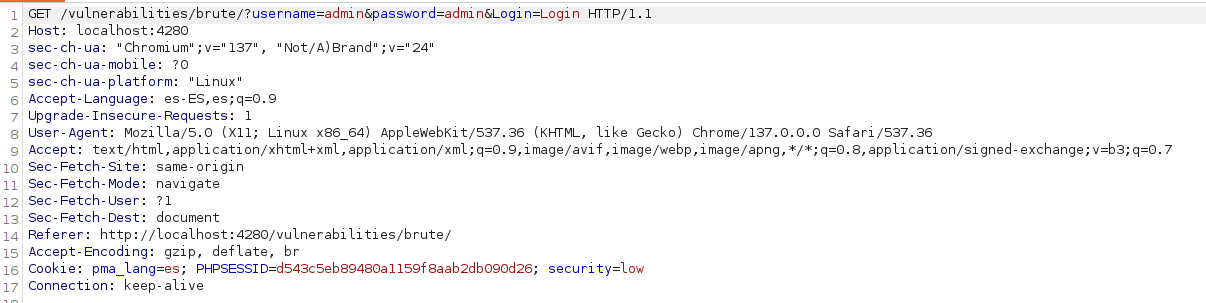 1 GET /vulnerabilities/brute/?username=admin&password=admin&Login=Login HTTP/1.1
2 Host: localhost:4280
3 sec-ch-ua: "Chromium";v="137", "Not/A)Brand";v="24"
4 sec-ch-ua-mobile: ?0
5 sec-ch-ua-platform: "Linux"
6 Accept-Language: es-ES,es;q=0.9
7 Upgrade-Insecure-Requests: 1
8 User-Agent: Mozilla/5.0 (X11; Linux x86_64) AppleWebKit/537.36 (KHTML, like Gecko) Chrome/137.0.0.0 Safari/537.36
9 Accept: text/html,application/xhtml+xml,application/xml;q=0.9,image/avif,image/webp,image/apng,*/*;q=0.8,application/signed-exchange;v=b3;q=0.7
10 Sec-Fetch-Site: same-origin
11 Sec-Fetch-Mode: navigate
12 Sec-Fetch-User: ?1
13 Sec-Fetch-Dest: document
14 Referer: http://localhost:4280/vulnerabilities/brute/
15 Accept-Encoding: gzip, deflate, br
16 Cookie: pma_lang=es; PHPSESSID=d543c5eb89480a1159f8aab2db090d26; security=low
17 Connection: keep-alive